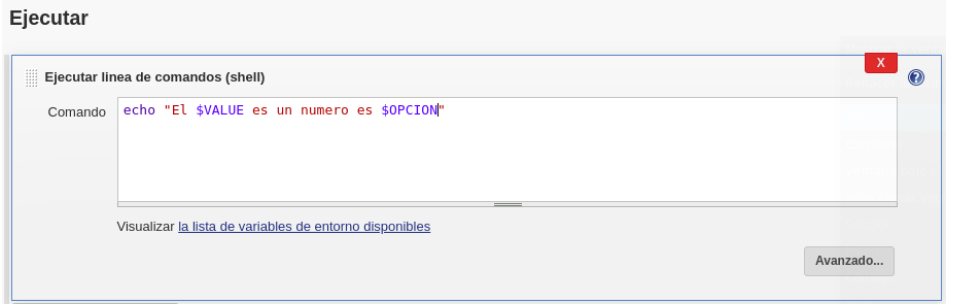 Ejecutar
X
Ejecutar linea de comandos (shell)
?
Comando
echo "El $VALUE es un numero es $OPCION"
Visualizar la lista de variables de entorno disponibles
Avanzado...